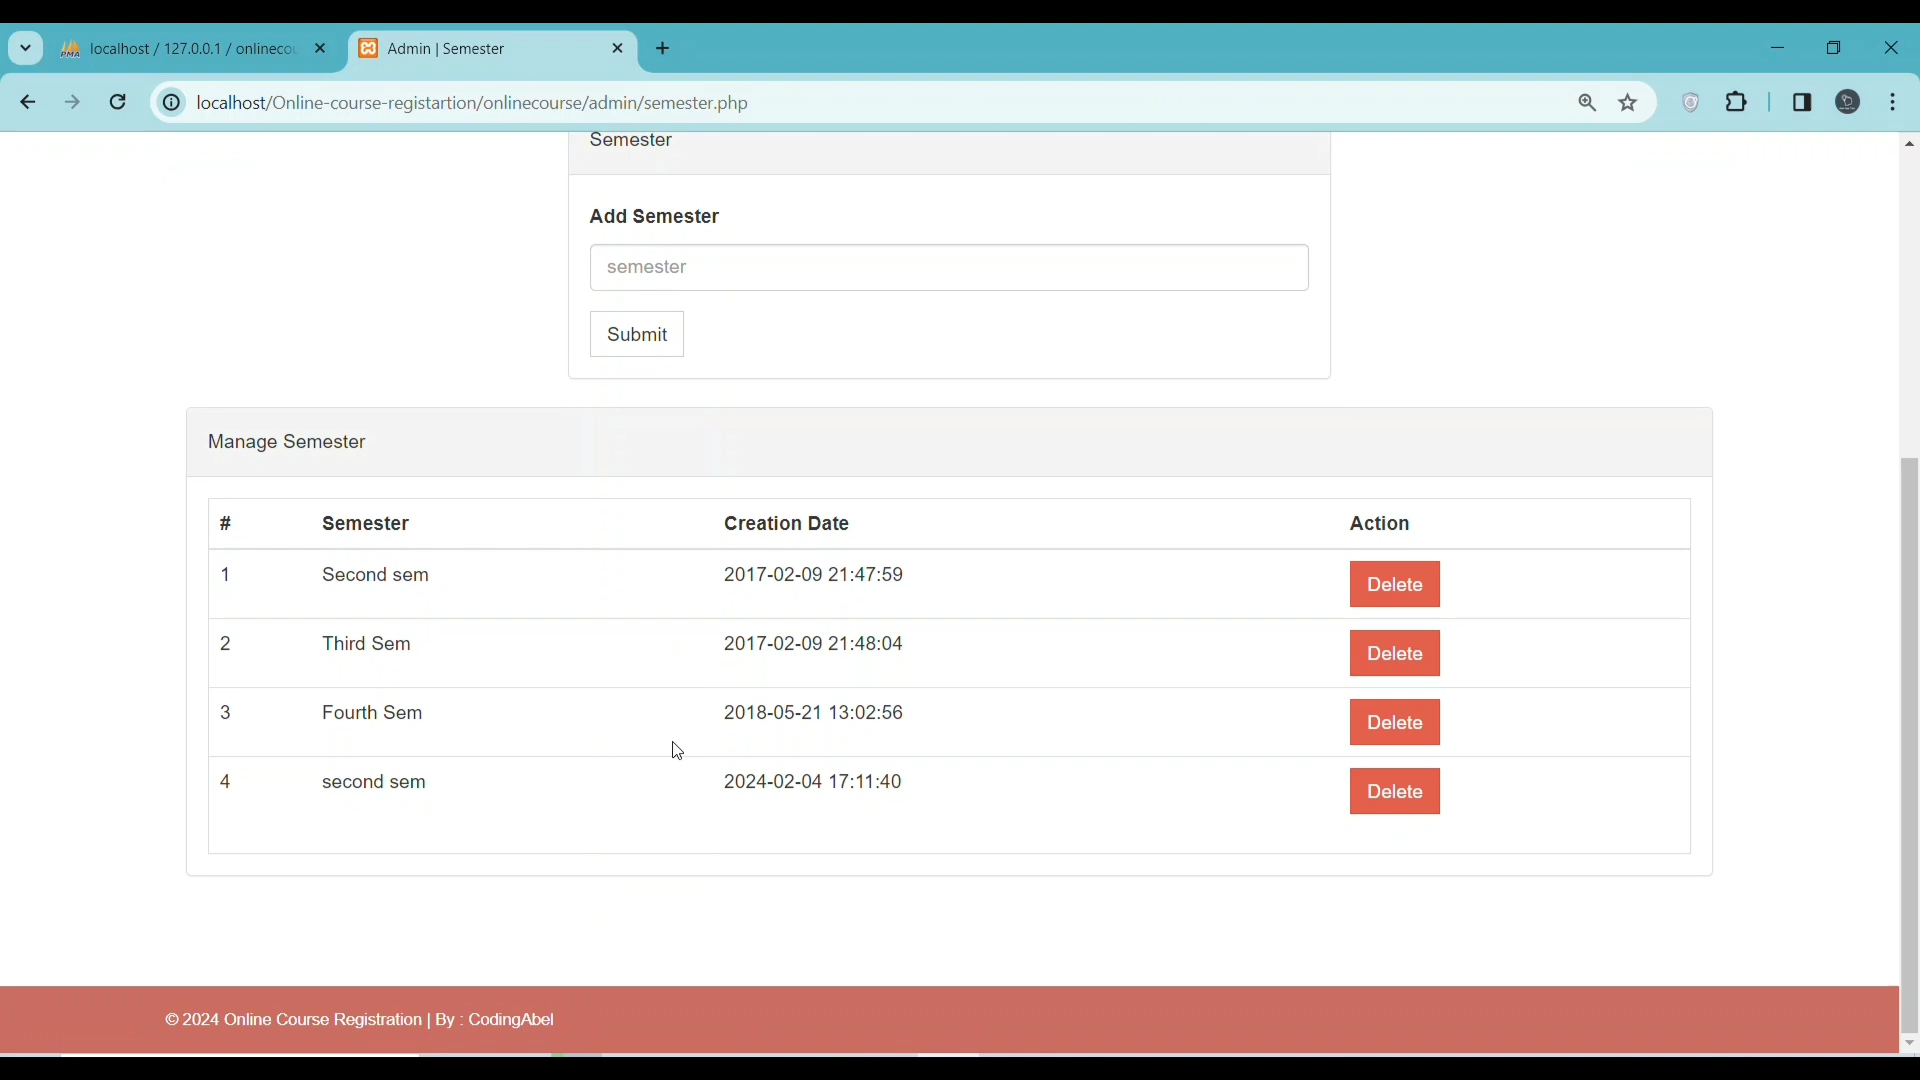 localhost / 127.0.0.1 / onlinecou
Admin | Semester
localhost/Online-course-registartion/onlinecourse/admin/semester.php
Semester
Add Semester
semester
Submit
Manage Semester
# Semester Creation Date Action
1 Second sem 2017-02-09 21:47:59 Delete
2 Third Sem 2017-02-09 21:48:04 Delete
3 Fourth Sem 2018-05-21 13:02:56 Delete
4 second sem 2024-02-04 17:11:40 Delete
© 2024 Online Course Registration | By : CodingAbel